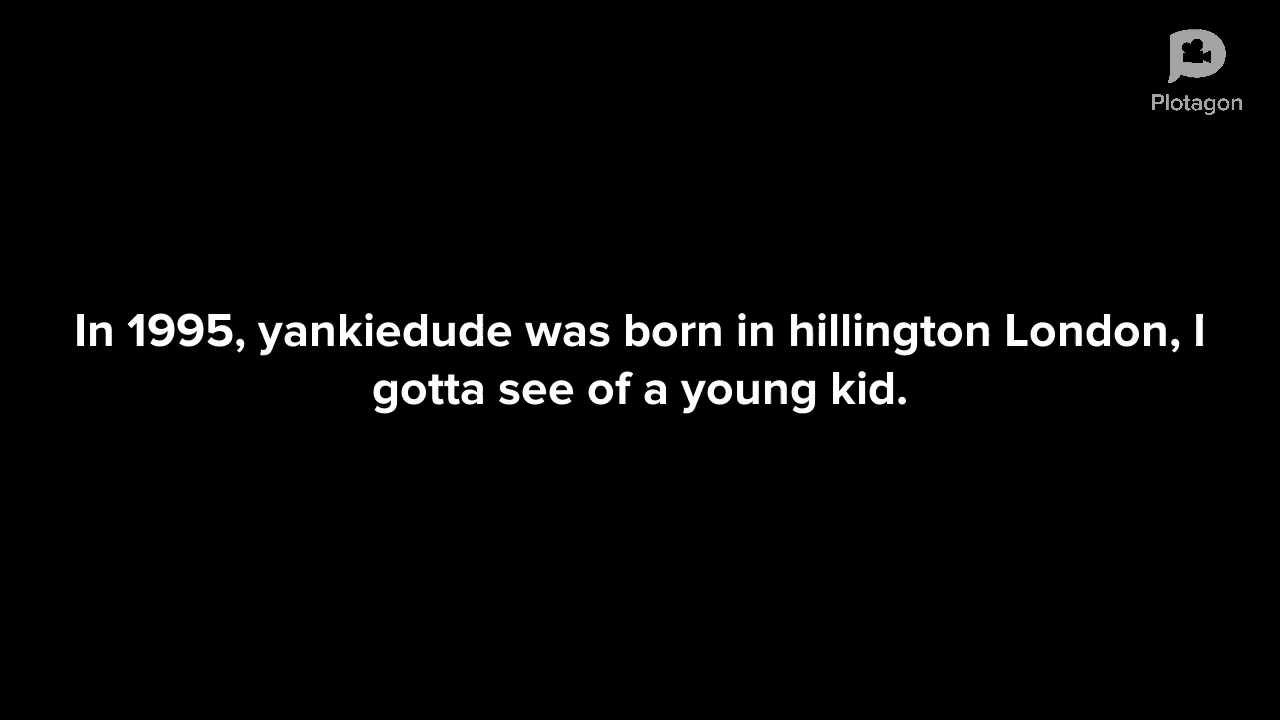 Plotagon
In 1995, yankiedude was born in hillington London, I
gotta see of a young kid.